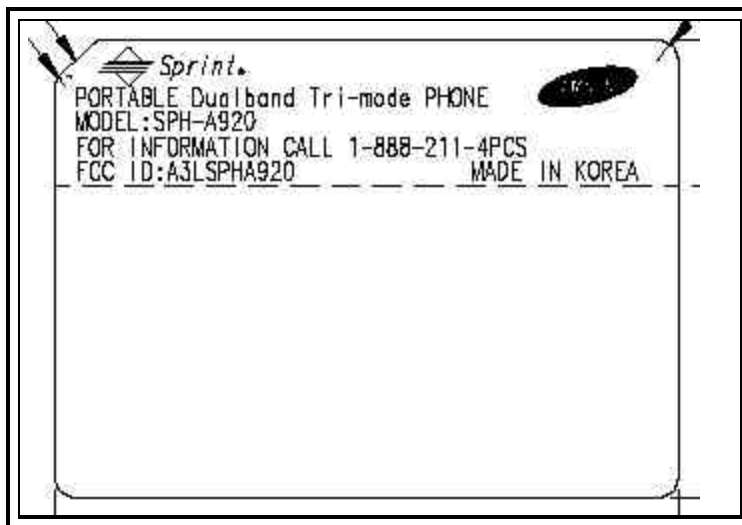 Sprint.
PORTABLE Dualband Tri-mode PHONE
MODEL:SPH-A920
FOR INFORMATION CALL 1-888-211-4PCS
FCC ID:A3LSPHA920 MADE IN KOREA